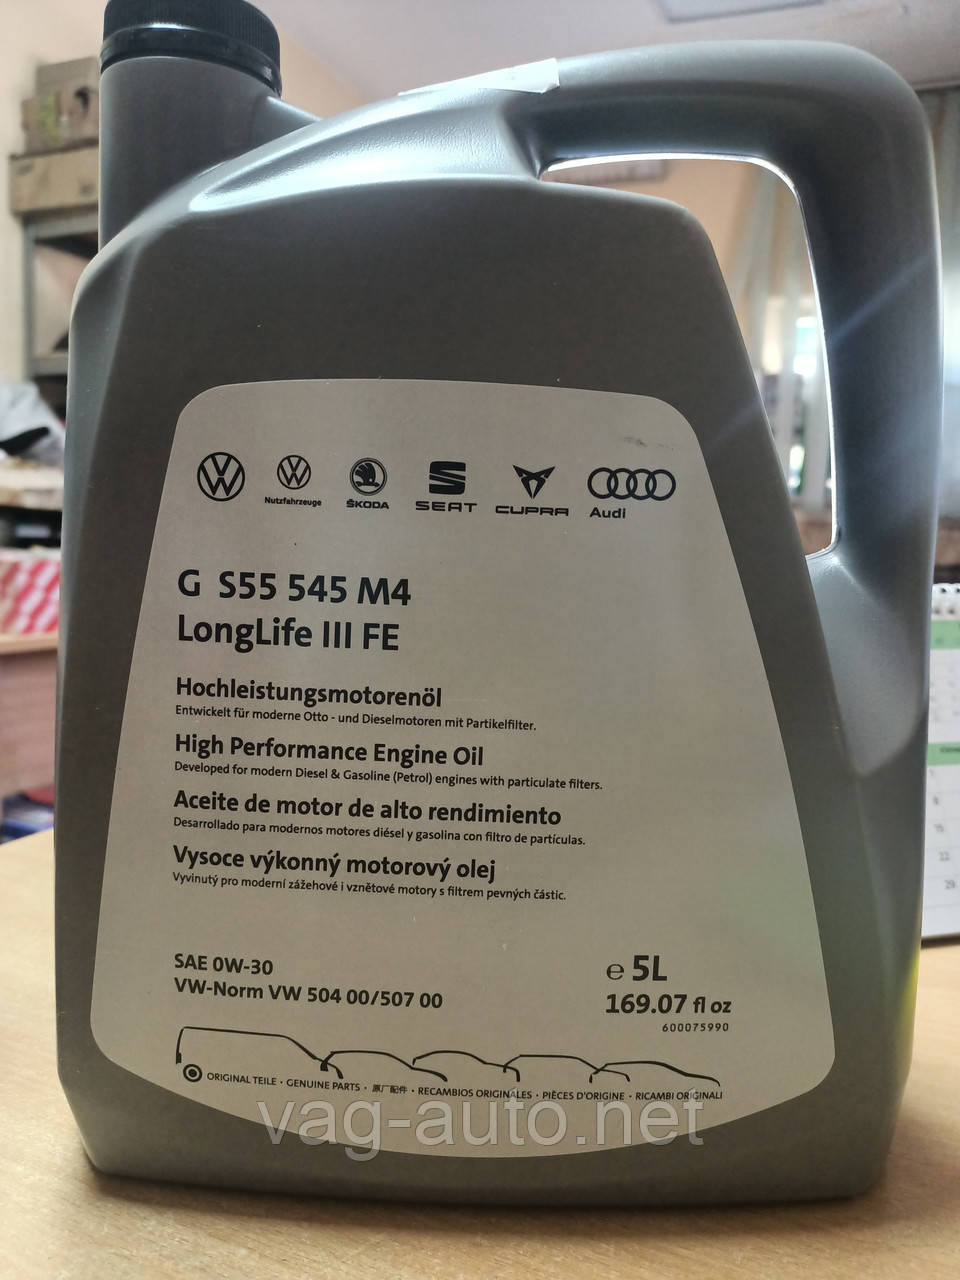 Nutzfahrzeuge
ŠKODA
SEAT
CUPRA
Audi
G S55 545 M4
LongLife III FE
Hochleistungsmotorenöl
Entwickelt für moderne Otto - und Dieselmotoren mit Partikelfilter.
High Performance Engine Oil
Developed for modern Diesel & Gasoline (Petrol) engines with particulate filters.
Aceite de motor de alto rendimiento
Desarrollado para modernos motores diésel y gasolina con filtro de partículas.
Vysoce výkonný motorový olej
Vyvinutý pro moderní zážehové i vznětové motory s filtrem pevných částic.
SAE 0W-30
VW-Norm VW 504 00/507 00
e 5L
169.07 fl oz
600075990
ORIGINAL TEILE · GENUINE PARTS · 原厂配件 · RECAMBIOS ORIGINALES · PIÈCES D'ORIGINE · RICAMBI ORIGINALI
vag-auto.net